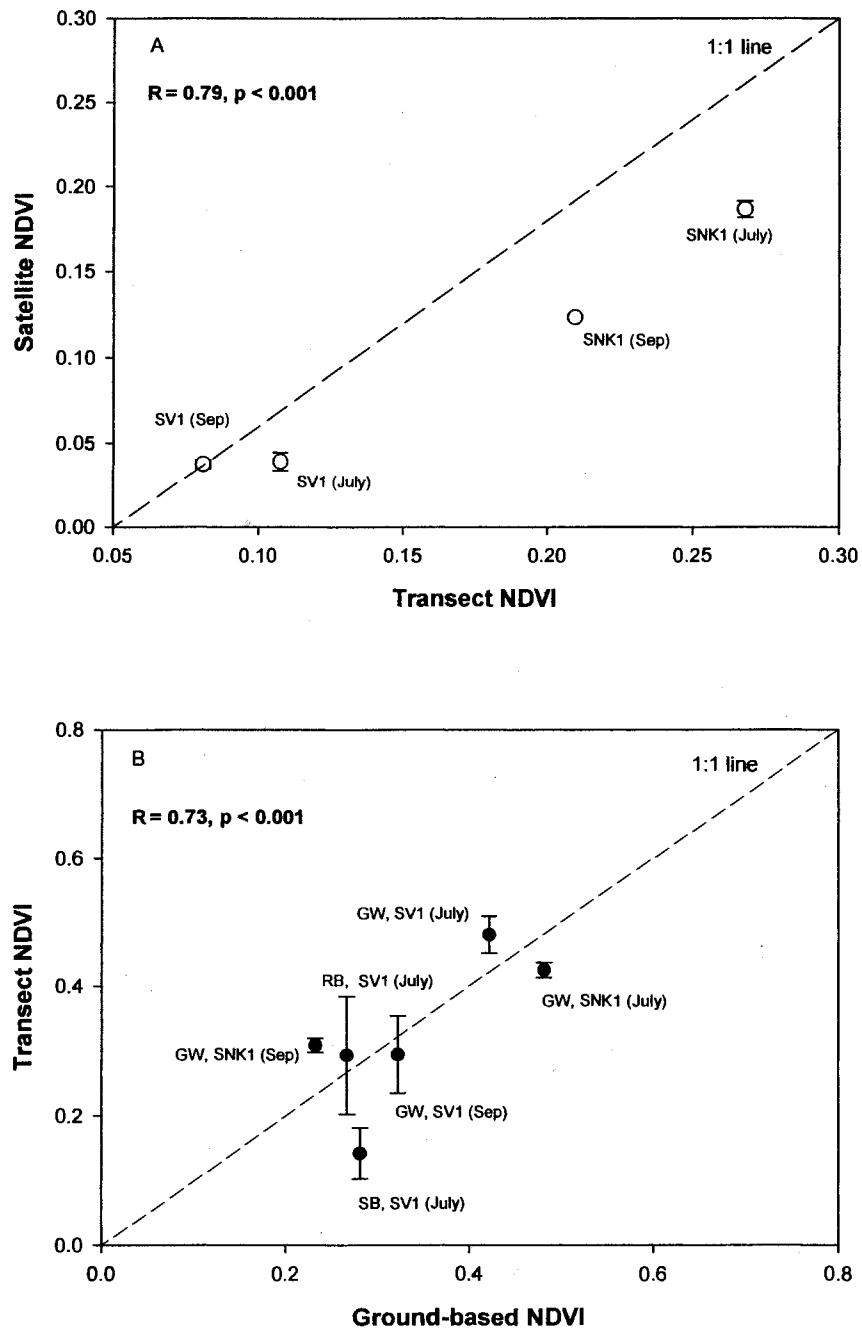 A
1:1 line
R = 0.79, p < 0.001
0.30
0.25
0.20
0.15
0.10
0.05
0.00
Satellite NDVI
SNK1 (July)
SNK1 (Sep)
SV1 (Sep)
SV1 (July)
0.05 0.10 0.15 0.20 0.25 0.30
Transect NDVI
B
1:1 line
R = 0.73, p < 0.001
0.8
0.6
0.4
0.2
0.0
Transect NDVI
GW, SV1 (July)
RB, SV1 (July)
GW, SNK1 (July)
GW, SNK1 (Sep)
GW, SV1 (Sep)
SB, SV1 (July)
0.0 0.2 0.4 0.6 0.8
Ground-based NDVI